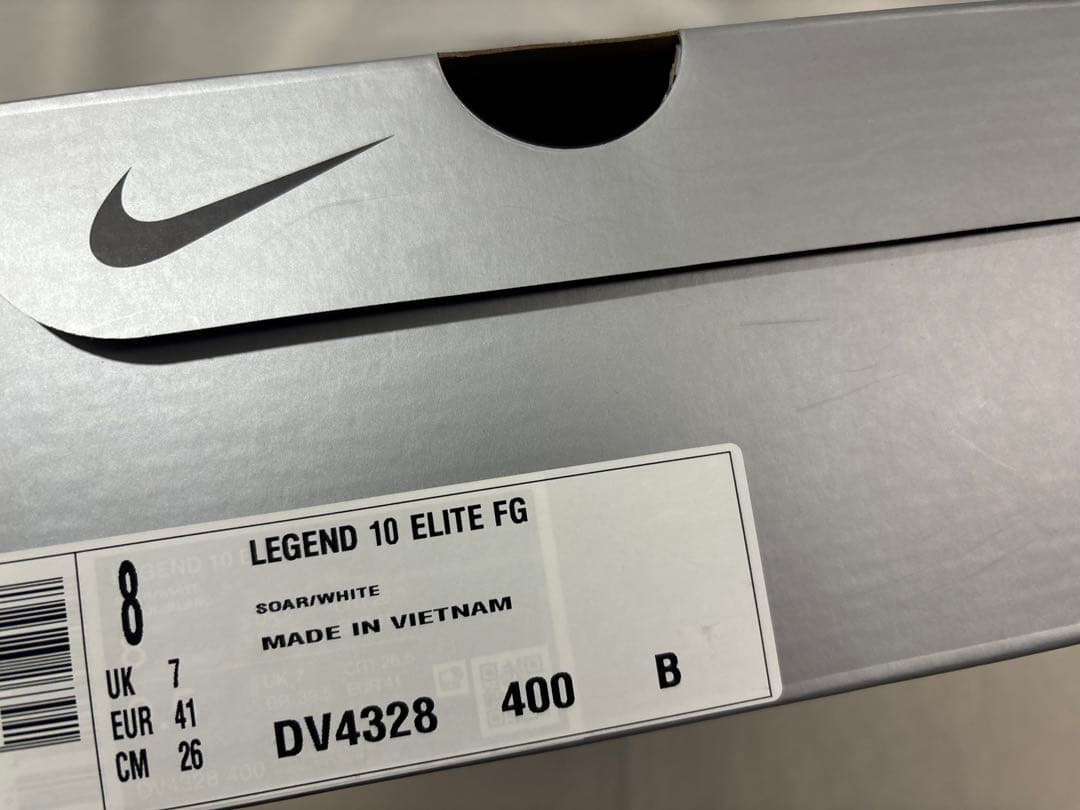 8
UK 7
EUR 41
CM 26
LEGEND 10 ELITE FG
SOAR/WHITE
MADE IN VIETNAM
DV4328 400 B